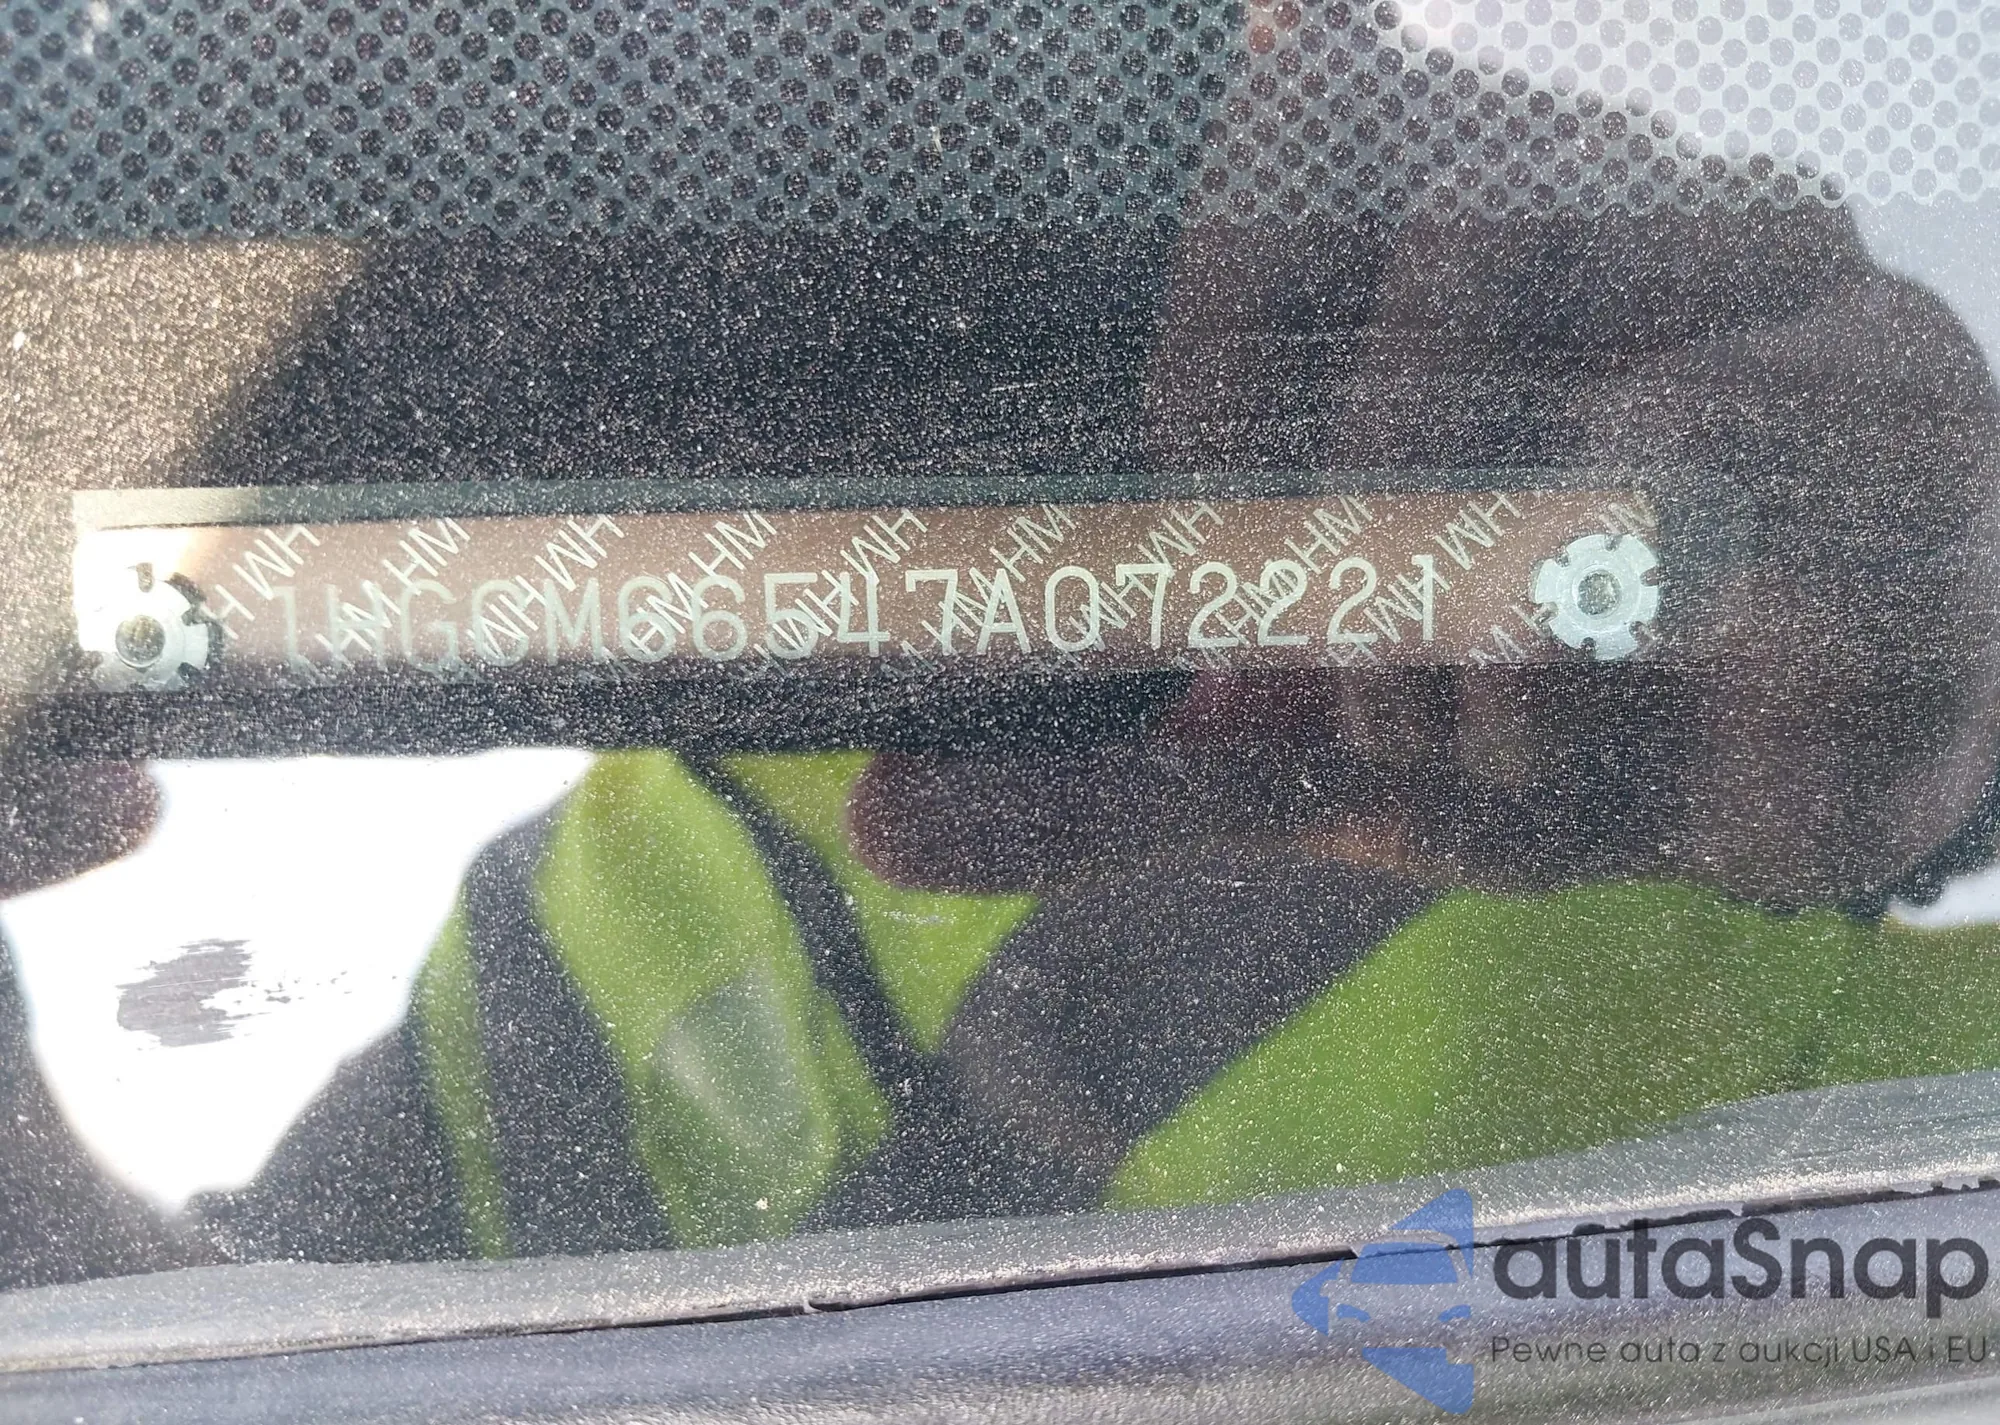 1HGCM66547A072221
autaSnap
Pewne auta z aukcji USA i EU